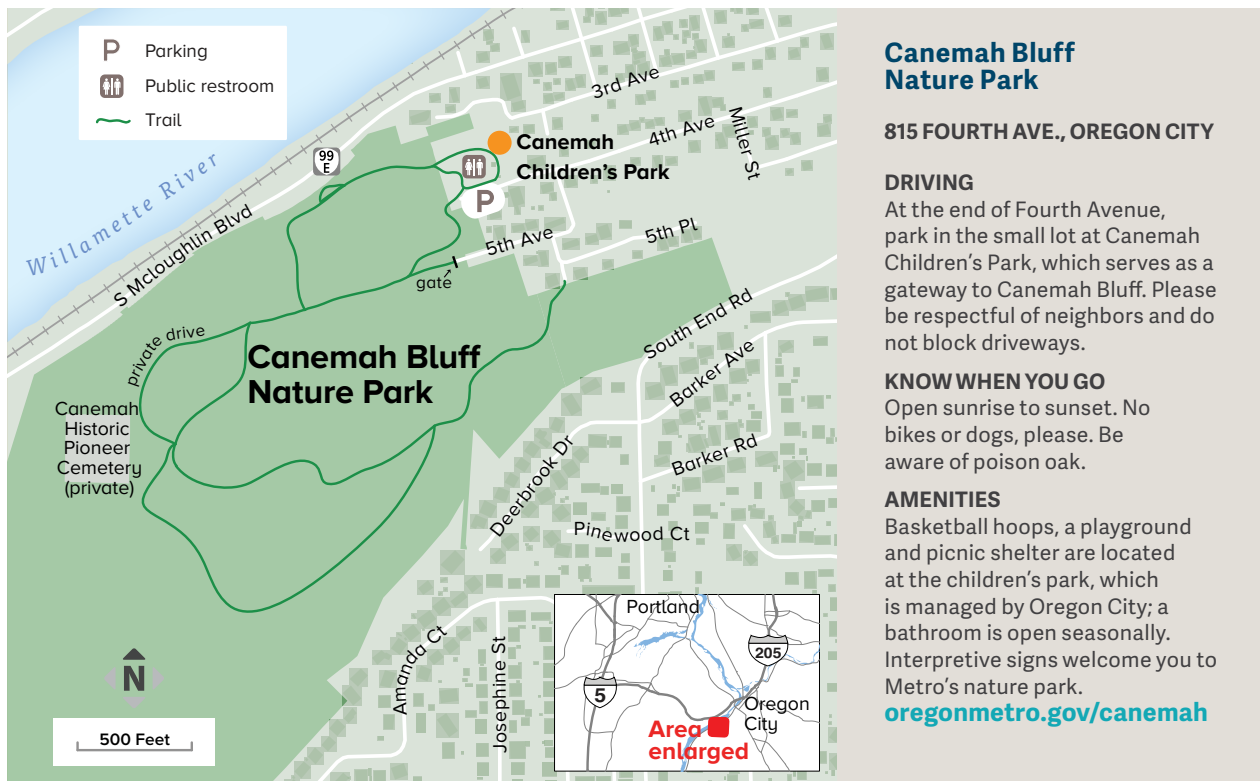 P Parking
Public restroom
Trail
Willamette River
99
E
S Mcloughlin Blvd
3rd Ave
4th Ave
Miller St
Canemah
Children's Park
P
5th Ave
5th Pl
gate
South End Rd
Barker Ave
Barker Rd
private drive
Canemah Bluff
Nature Park
Canemah
Historic
Pioneer
Cemetery
(private)
Deerbrook Dr
Pinewood Ct
Amanda Ct
Josephine St
N
500 Feet
Portland
205
5
Oregon
City
Area
enlarged
Canemah Bluff
Nature Park
815 FOURTH AVE., OREGON CITY
DRIVING
At the end of Fourth Avenue,
park in the small lot at Canemah
Children's Park, which serves as a
gateway to Canemah Bluff. Please
be respectful of neighbors and do
not block driveways.
KNOW WHEN YOU GO
Open sunrise to sunset. No
bikes or dogs, please. Be
aware of poison oak.
AMENITIES
Basketball hoops, a playground
and picnic shelter are located
at the children's park, which
is managed by Oregon City; a
bathroom is open seasonally.
Interpretive signs welcome you to
Metro's nature park.
oregonmetro.gov/canemah